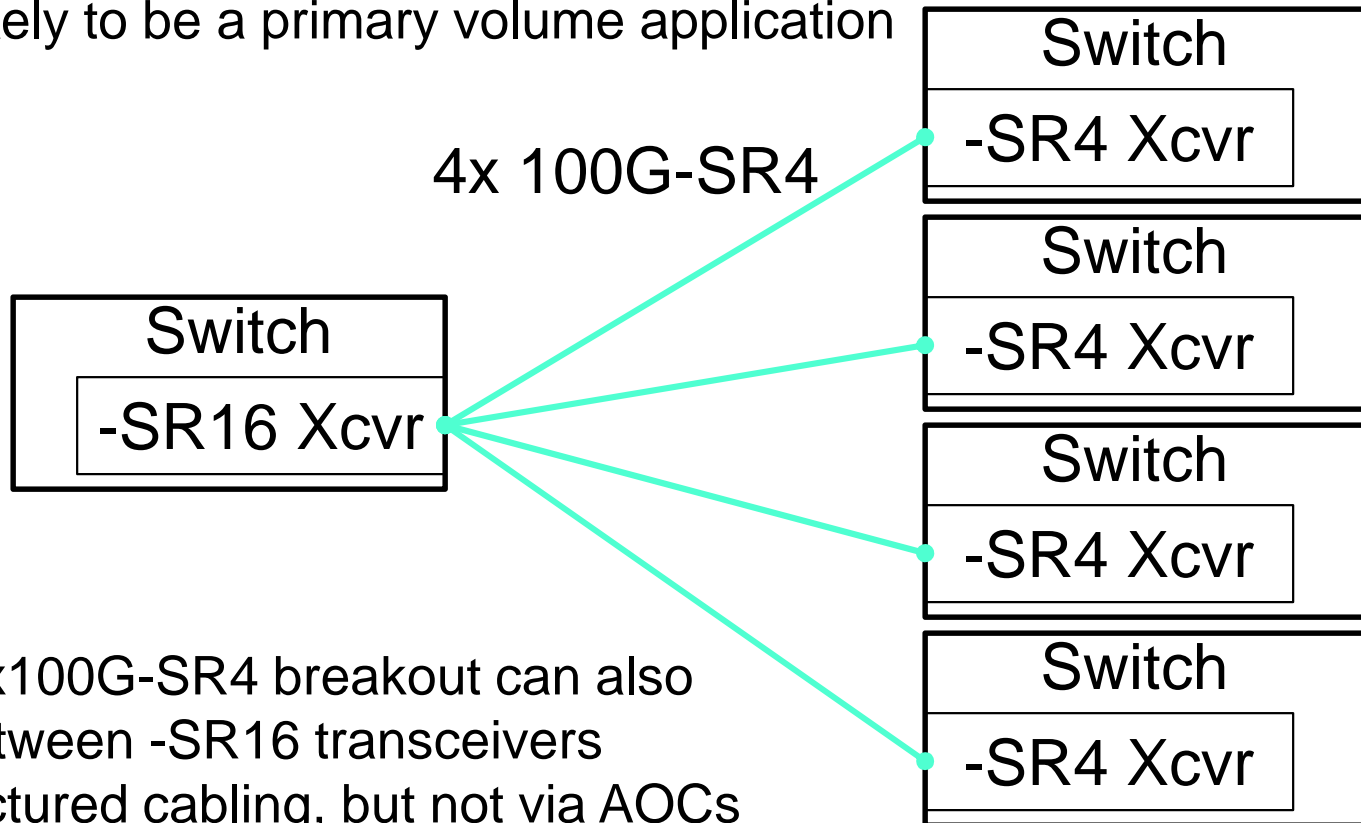 ely to be a primary volume application
4x 100G-SR4
Switch
-SR16 Xcvr
Switch
-SR4 Xcvr
Switch
-SR4 Xcvr
Switch
-SR4 Xcvr
Switch
-SR4 Xcvr
x100G-SR4 breakout can also
tween -SR16 transceivers
ctured cabling, but not via AOCs